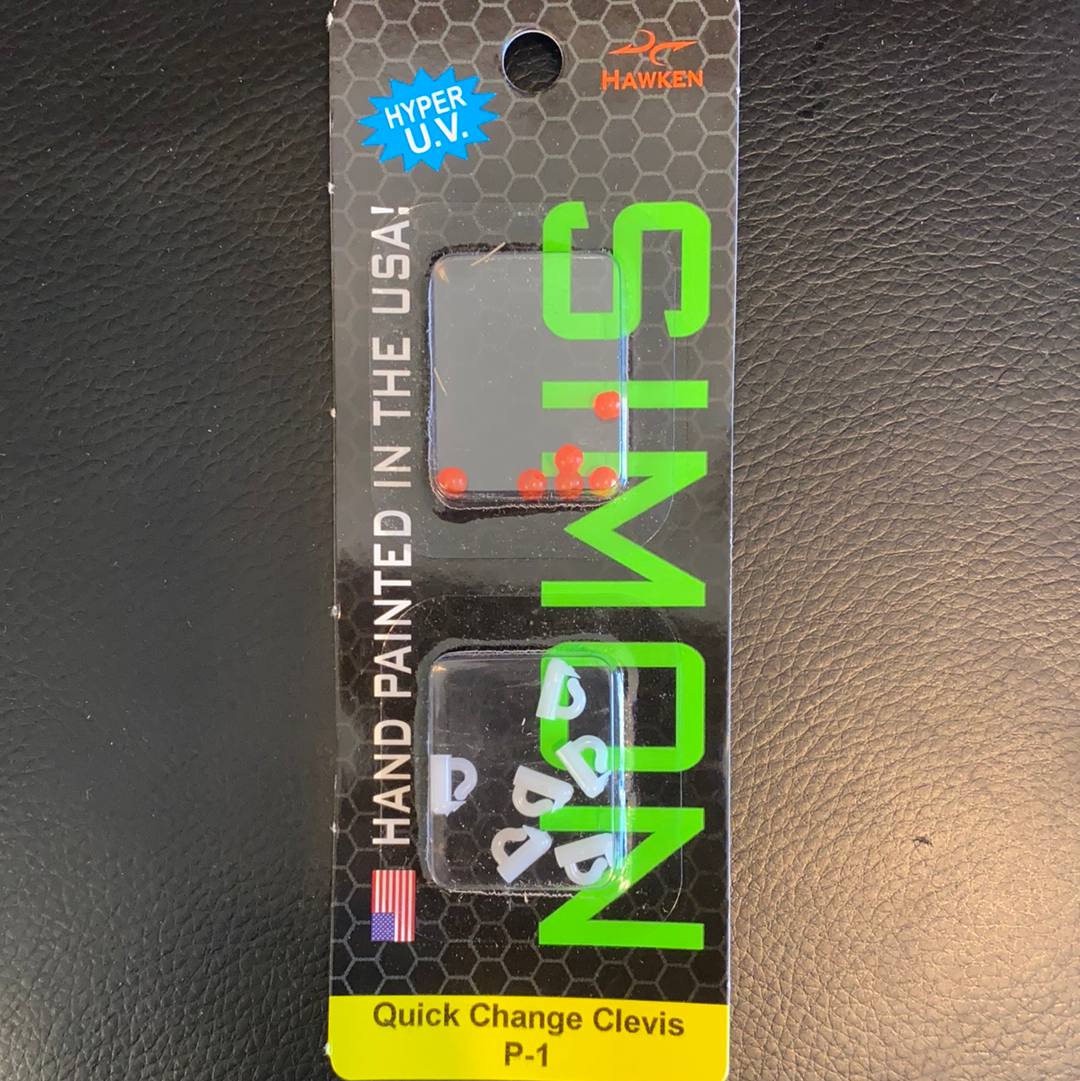 HAWKEN
HYPER
U.V.
HAND PAINTED IN THE USA!
SIMON
Quick Change Clevis
P-1